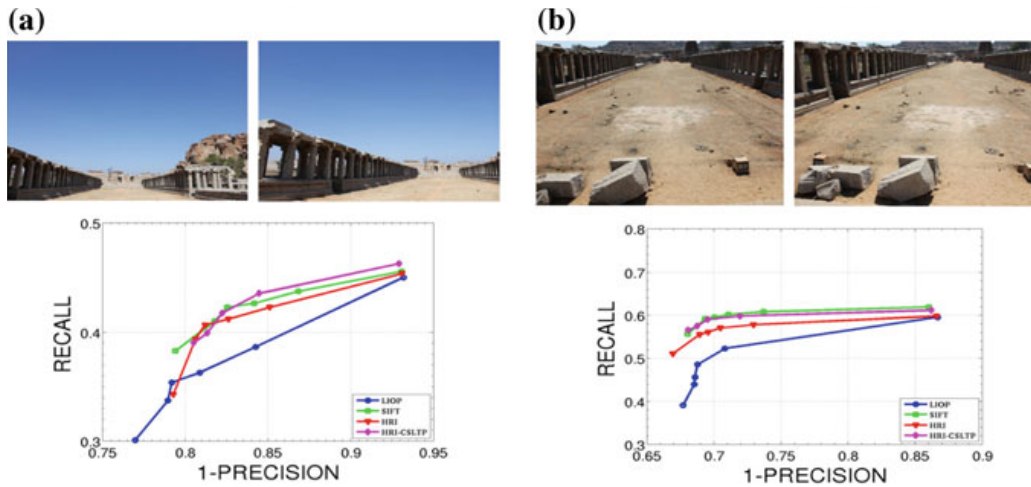 (a)
(b)
0.5
0.4
0.3
RECALL
0.75
0.8
0.85
0.9
0.95
1-PRECISION
LIOP
SIFT
HRI
HRI-CSLTP
0.8
0.7
0.6
0.5
0.4
0.3
RECALL
0.65
0.7
0.75
0.8
0.85
0.9
1-PRECISION
LIOP
SIFT
HRI
HRI-CSLTP